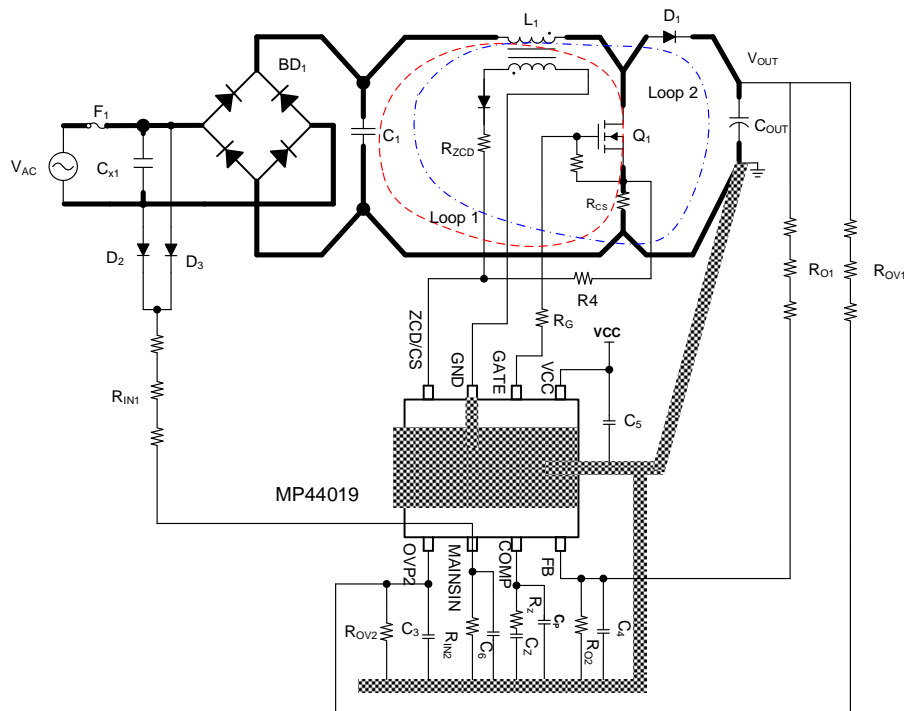 L1
D1
VOUT
BD1
F1
Loop 2
VAC
Cx1
C1
RZCD
Q1
COUT
RCS
Loop 1
D2
D3
R4
RO1
ROV1
ZCD/CS
GND
GATE
RG
VCC
VCC
RIN1
C5
MP44019
OVP2
MAINSIN
COMP
FB
ROV2
C3
RIN2
C6
RZ
CZ
CP
RO2
C4